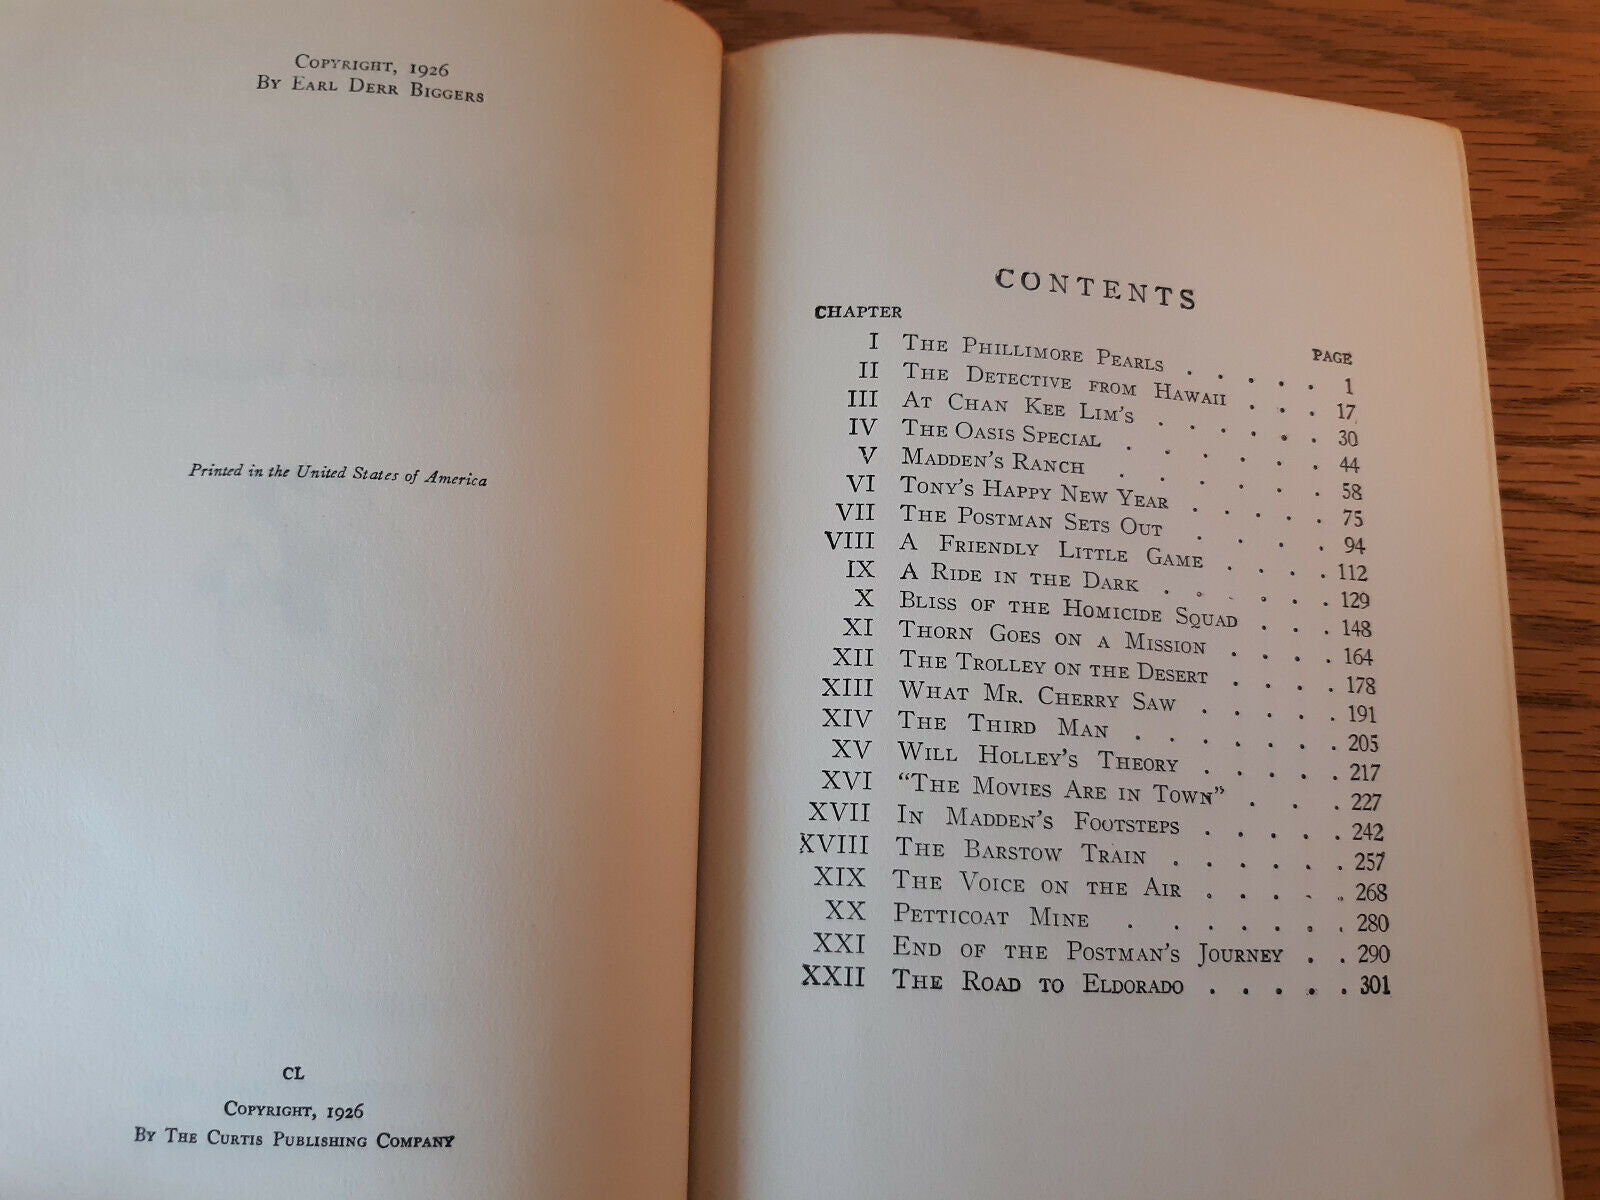 COPYRIGHT, 1926
BY EARL DERR BIGGERS
Printed in the United States of America
CL
COPYRIGHT, 1926
BY THE CURTIS PUBLISHING COMPANY
CONTENTS
CHAPTER PAGE
I THE PHILLIMORE PEARLS . . . . . 1
II THE DETECTIVE FROM HAWAII . . . 17
III AT CHAN KEE LIM'S . . . . . . 30
IV THE OASIS SPECIAL . . . . . . 44
V MADDEN'S RANCH . . . . . . 58
VI TONY'S HAPPY NEW YEAR . . . . . 75
VII THE POSTMAN SETS OUT . . . . 94
VIII A FRIENDLY LITTLE GAME . . . . 112
IX A RIDE IN THE DARK . . . . . . 129
X BLISS OF THE HOMICIDE SQUAD . . . 148
XI THORN GOES ON A MISSION . . . . 164
XII THE TROLLEY ON THE DESERT . . . . 178
XIII WHAT MR. CHERRY SAW . . . . . 191
XIV THE THIRD MAN . . . . . . . 205
XV WILL HOLLEY'S THEORY . . . . . 217
XVI “THE MOVIES ARE IN TOWN” . . . 227
XVII IN MADDEN'S FOOTSTEPS . . . . . 242
XVIII THE BARSTOW TRAIN . . . . . . 257
XIX THE VOICE ON THE AIR . . . . . 268
XX PETTICOAT MINE . . . . . . . 280
XXI END OF THE POSTMAN'S JOURNEY . . 290
XXII THE ROAD TO ELDORADO . . . . . 301